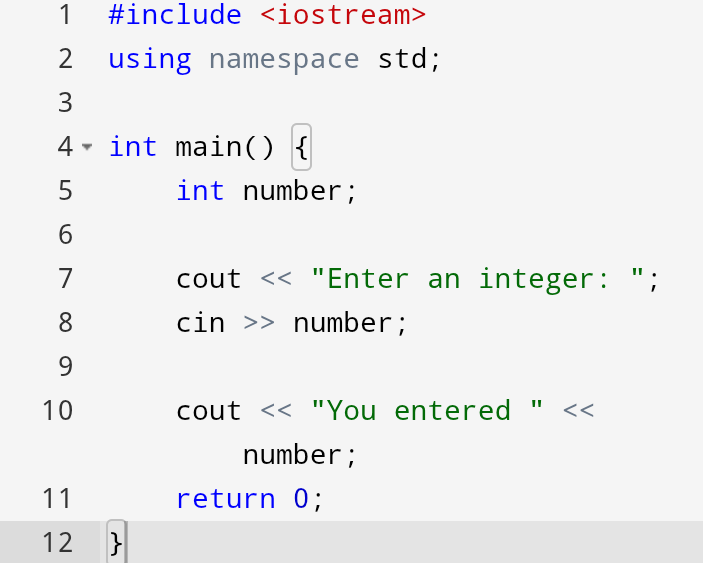 1 #include <iostream>
2 using namespace std;
3
4 int main() {
5     int number;
6
7     cout << "Enter an integer: ";
8     cin >> number;
9
10     cout << "You entered " <<
        number;
11     return 0;
12 }